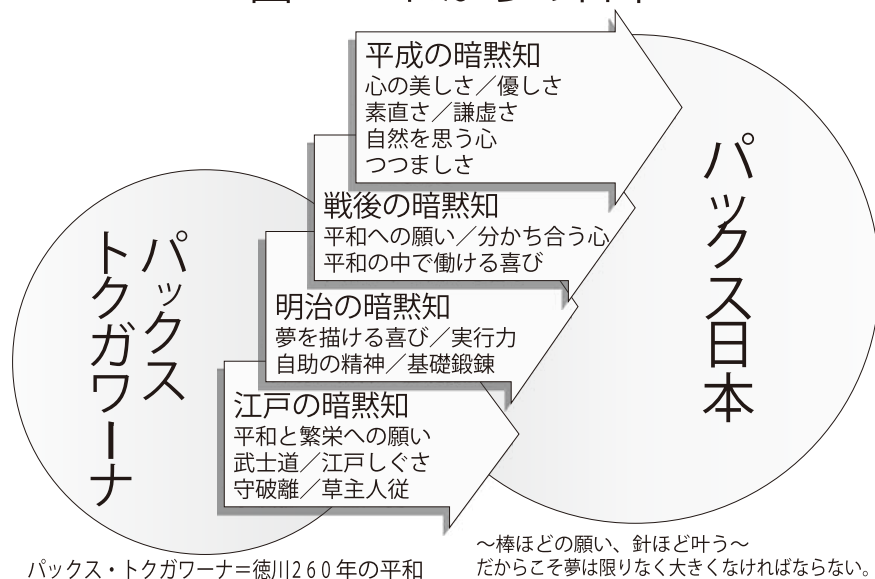 平成の暗黙知
心の美しさ／優しさ
素直さ／謙虚さ
自然を思う心
つつましさ
戦後の暗黙知
平和への願い／分かち合う心
平和の中で働ける喜び
明治の暗黙知
夢を描ける喜び／実行力
自助の精神／基礎鍛錬
江戸の暗黙知
平和と繁栄への願い
武士道／江戸しぐさ
守破離／草主人従
パックス
トクガワーナ
パックス日本
パックス・トクガワーナ＝徳川260年の平和
～棒ほどの願い、針ほど叶う～
だからこそ夢は限りなく大きくなければならない。